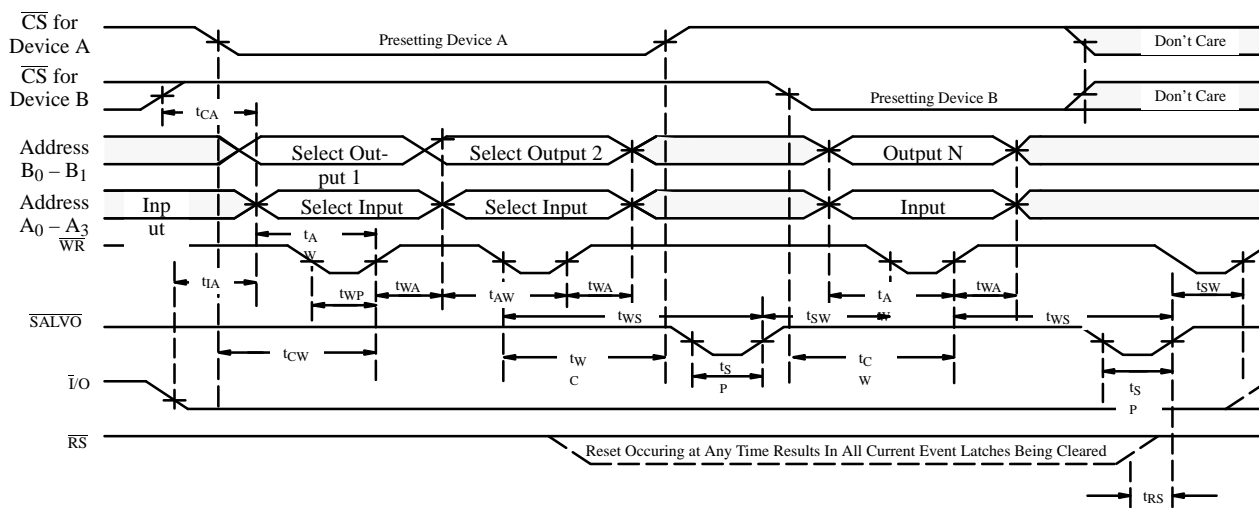 CS for
Device A
Presetting Device A
Don't Care
CS for
Device B
Presetting Device B
Don't Care
tCA
Address
B0 – B1
Select Out-
put 1
Select Output 2
Output N
Address
A0 – A3
Inp
ut
Select Input
Select Input
Input
WR
tA
W
tIA
tWP
tWA
tAW
tWA
tA
W
tWA
tSW
tWS
tSW
tWS
SALVO
tCW
tW
C
tS
P
tC
W
tS
P
I/O
RS
Reset Occuring at Any Time Results In All Current Event Latches Being Cleared
tRS